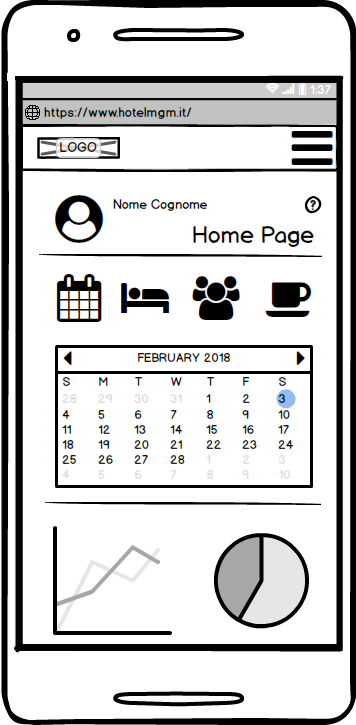 1:37
https://www.hotelmgm.it/
LOGO
Nome Cognome
?
Home Page
FEBRUARY 2018
S M T W T F S
28 29 30 31 1 2 3
4 5 6 7 8 9 10
11 12 13 14 15 16 17
18 19 20 21 22 23 24
25 26 27 28 1 2 3
4 5 6 7 8 9 10